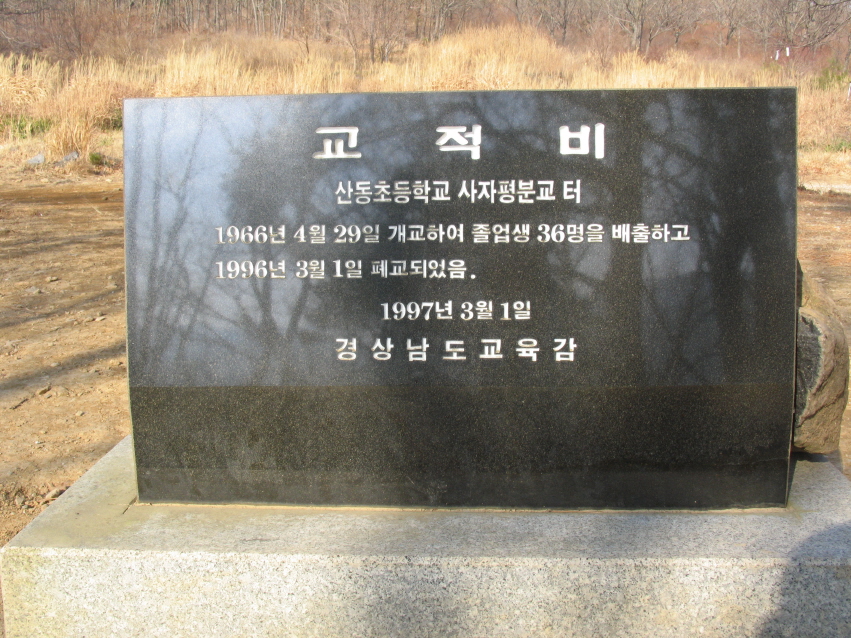 교 적 비
산동초등학교 사자평분교 터
1966년 4월 29일 개교하여 졸업생 36명을 배출하고
1996년 3월 1일 폐교되었음.
1997년 3월 1일
경상남도교육감